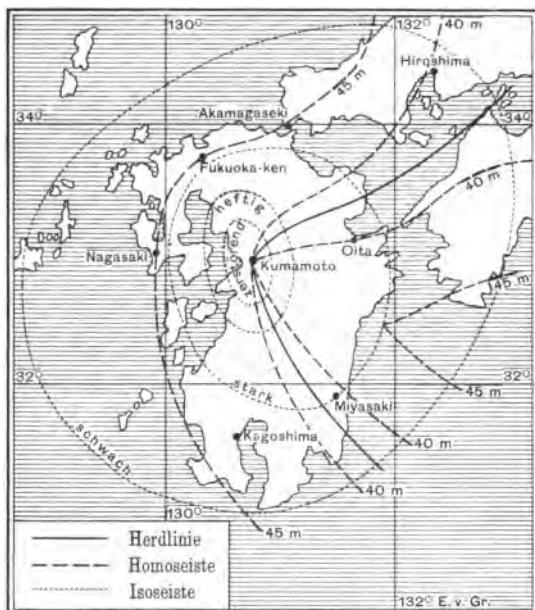 130°
132°
40 m
45 m
Hiroshima
34°
Akamagaseki
34°
Fukuoka-ken
heftig
40 m
Nagasaki
Oita
Kumamoto
45 m
32°
stark
32°
45 m
Miyasaki
schwach
Kagoshima
40 m
40 m
130°
45 m
Herdlinie
Homoseiste
Isoseiste
132° E. v. Gr.